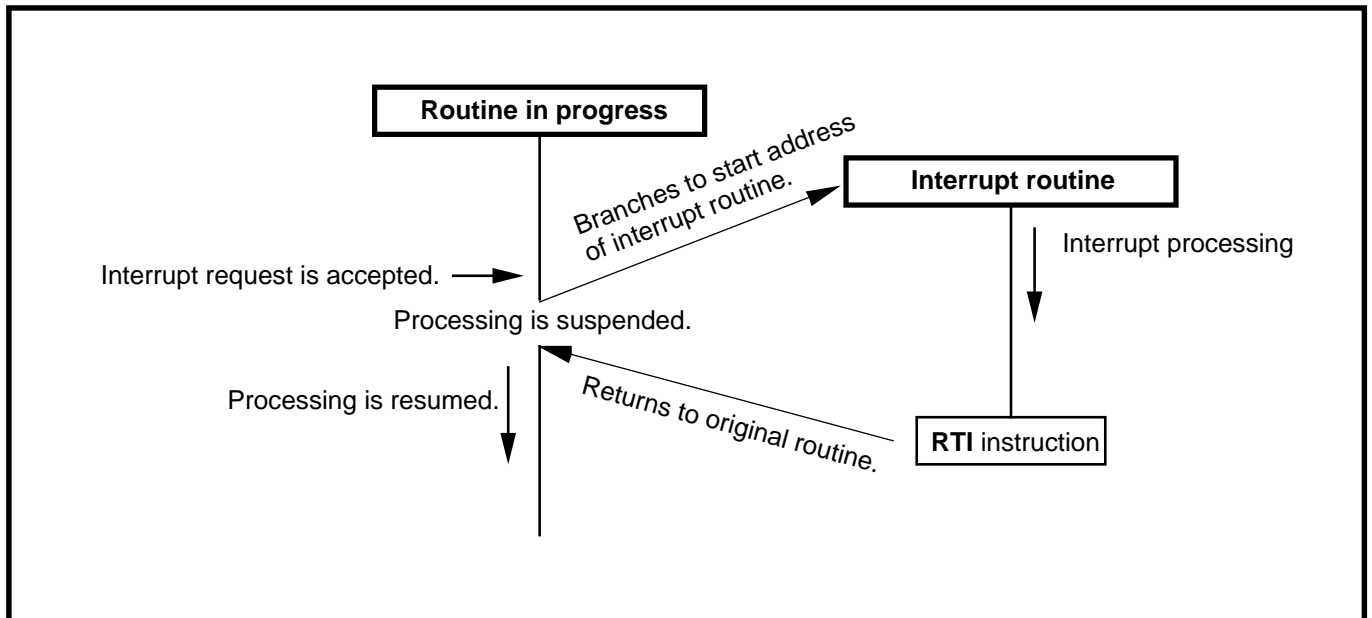 Routine in progress
Branches to start address
of interrupt routine.
Interrupt routine
Interrupt request is accepted.
Interrupt processing
Processing is suspended.
Processing is resumed.
Returns to original routine.
RTI instruction